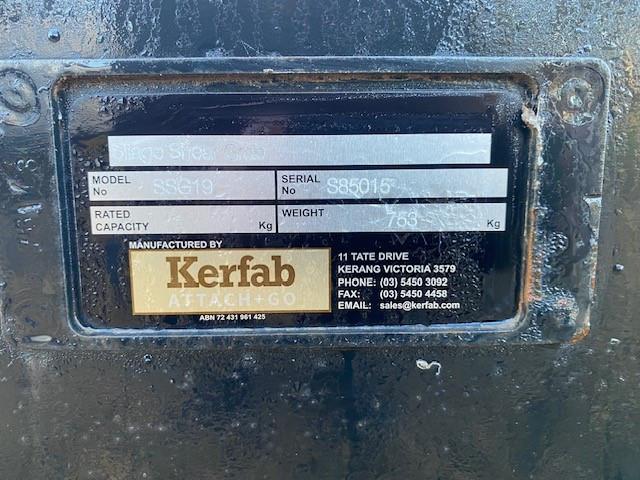 Shear Grab
MODEL No SSG19 SERIAL No S85015
RATED CAPACITY Kg WEIGHT 763 Kg
MANUFACTURED BY
Kerfab
ATTACH+GO
ABN 72 431 961 425
11 TATE DRIVE
KERANG VICTORIA 3579
PHONE: (03) 5450 3092
FAX: (03) 5450 4458
EMAIL: sales@kerfab.com